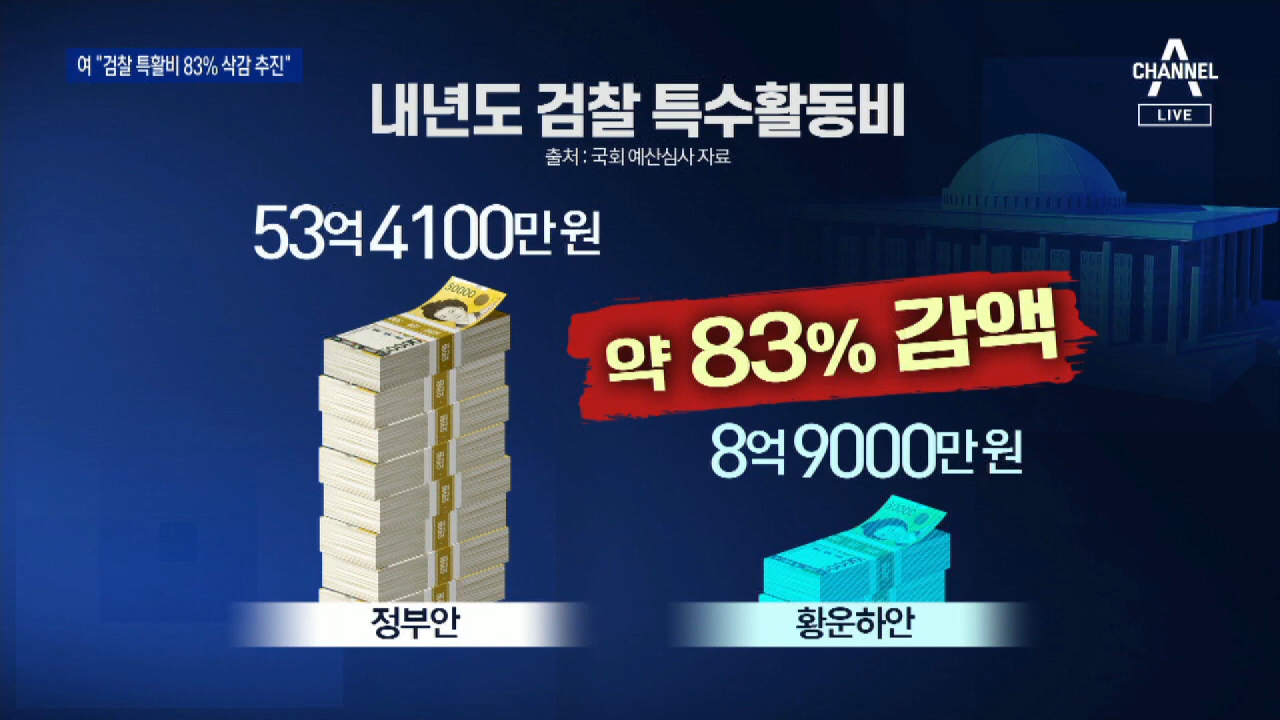 여 "검찰 특활비 83% 삭감 추진"
CHANNEL A
LIVE
내년도 검찰 특수활동비
출처 : 국회 예산심사 자료
53억 4100만 원
약 83% 감액
8억 9000만 원
50000
50000
정부안
황운하안